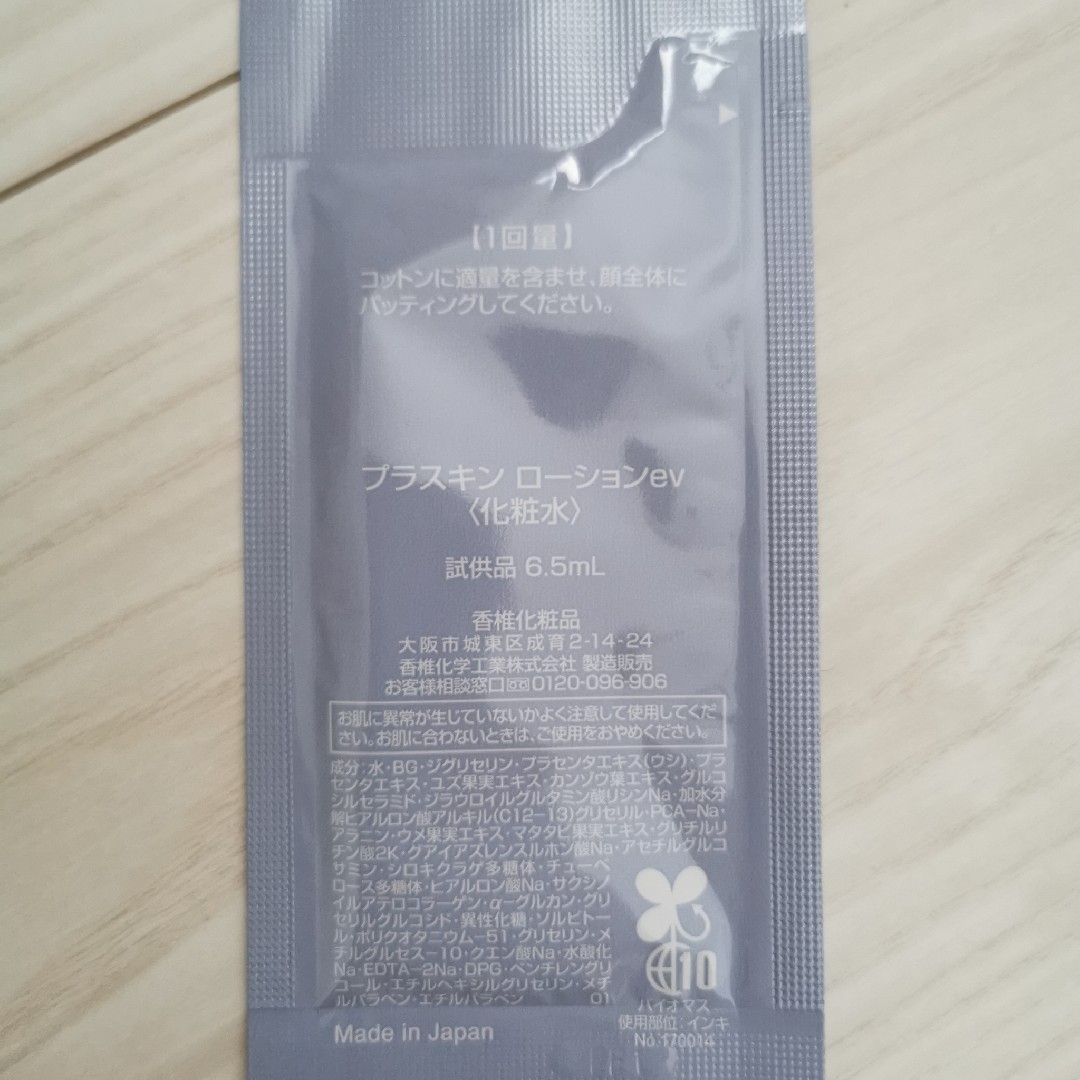 【1回量】
コットンに適量を含ませ、顔全体に
パッティングしてください。
プラスキン ローションev
〈化粧水〉
試供品 6.5mL
香椎化粧品
大阪市城東区成育2-14-24
香椎化学工業株式会社 製造販売
お客様相談窓口 0120-096-906
お肌に異常が生じていないかよく注意して使用してくだ
さい。お肌に合わないときは、ご使用をおやめください。
成分:水・BG・ジグリセリン・プラセンタエキス(ウシ)・プラ
センタエキス・ユズ果実エキス・カンゾウ葉エキス・グルコ
シルセラミド・ジラウロイルグルタミン酸リシンNa・加水分
解ヒアルロン酸アルキル(C12-13)グリセリル・PCA-Na・
アラニン・ウメ果実エキス・マタタビ果実エキス・グリチルリ
チン酸2K・グアイアズレンスルホン酸Na・アセチルグルコ
サミン・シロキクラゲ多糖体・チューベ
ロース多糖体・ヒアルロン酸Na・サクシノ
イルアテロコラーゲン・α-グルカン・グリ
セリルグルコシド・異性化糖・ソルビトー
ル・ポリクオタニウム-51・グリセリン・メ
チルグルセス-10・クエン酸Na・水酸化
Na・EDTA-2Na・DPG・ペンチレングリ
コール・エチルヘキシルグリセリン・メチ
ルパラベン・エチルパラベン 01
10
バイオマス
使用部位:インキ
No.170014
Made in Japan